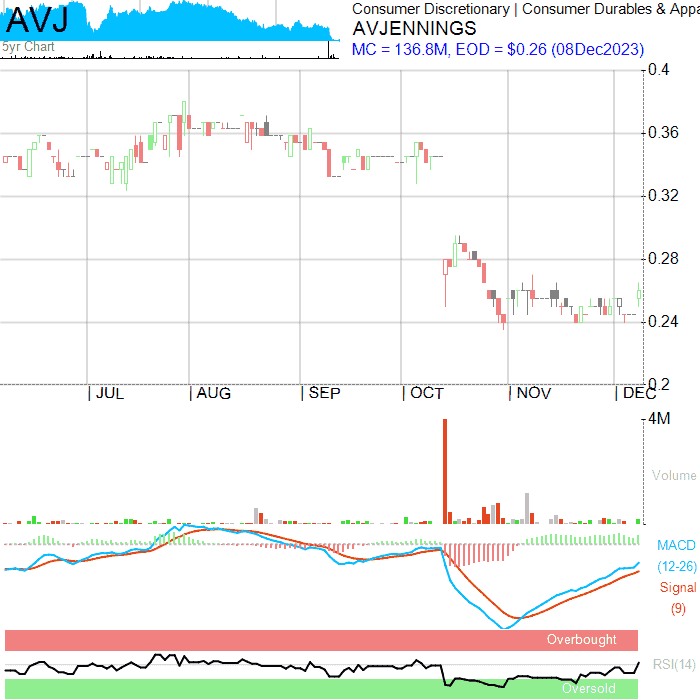 AVJ
5yr Chart
Consumer Discretionary | Consumer Durables & Appa
AVJENNINGS
MC = 136.8M, EOD = $0.26 (08Dec2023)
0.4
0.36
0.32
0.28
0.24
0.2
| JUL | AUG | SEP | OCT | NOV | DEC
4M
Volume
MACD
(12-26)
Signal
(9)
Overbought
RSI(14)
Oversold